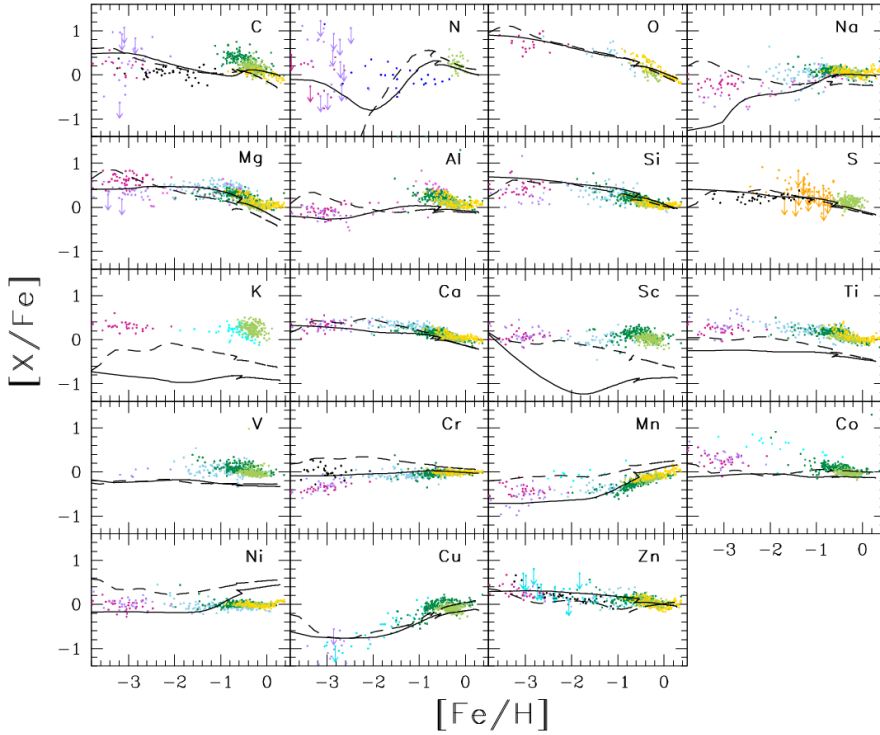 C N O Na
1
0
−1
Mg Al Si S
1
0
−1
K Ca Sc Ti
1
0
−1
[X/Fe]
V Cr Mn Co
1
0
−1
−3 −2 −1 0
Ni Cu Zn
1
0
−1
−3 −2 −1 0 −3 −2 −1 0 −3 −2 −1 0
[Fe/H]